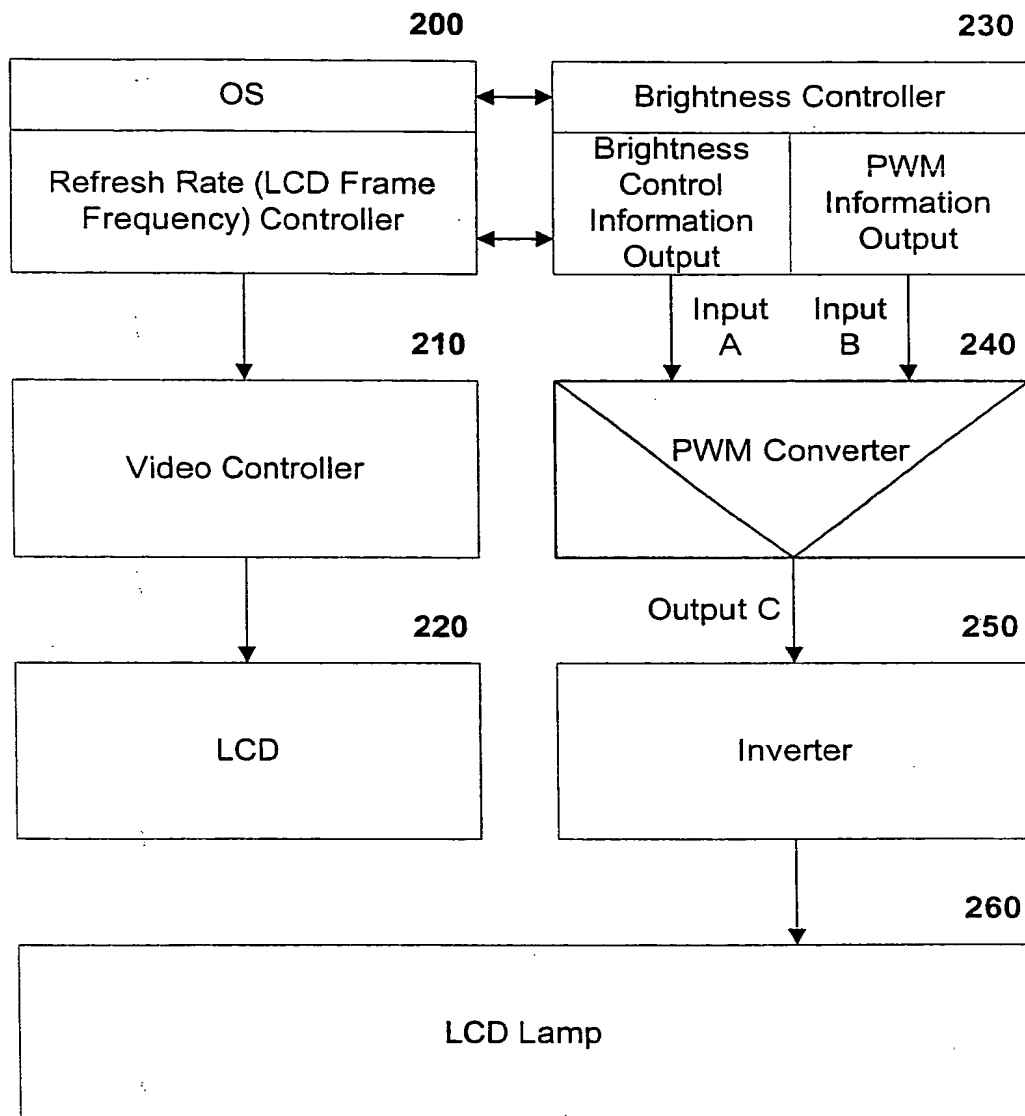 200
230
OS
Brightness Controller
Refresh Rate (LCD Frame
Frequency) Controller
Brightness
Control
Information
Output
PWM
Information
Output
Input
A
Input
B
210
240
Video Controller
PWM Converter
Output C
220
250
LCD
Inverter
260
LCD Lamp